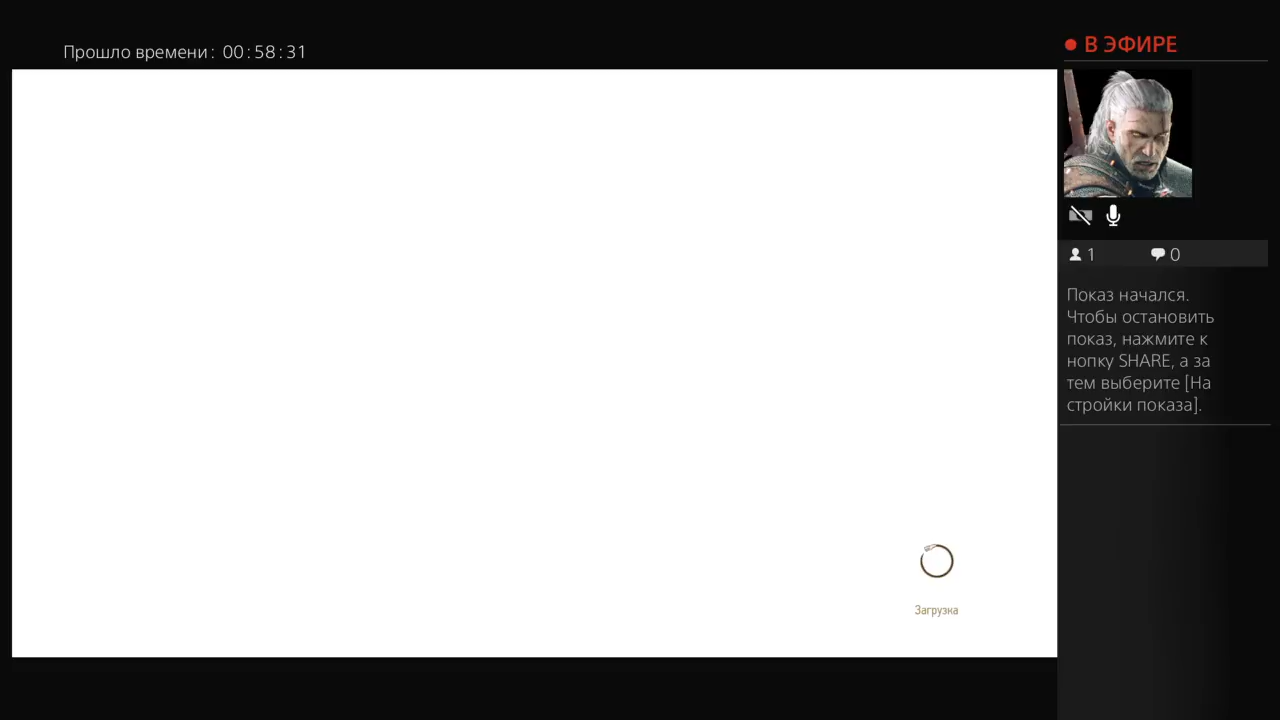 Прошло времени: 00:58:31
В ЭФИРЕ
1 0
Показ начался.
Чтобы остановить
показ, нажмите к
нопку SHARE, а за
тем выберите [На
стройки показа].
Загрузка